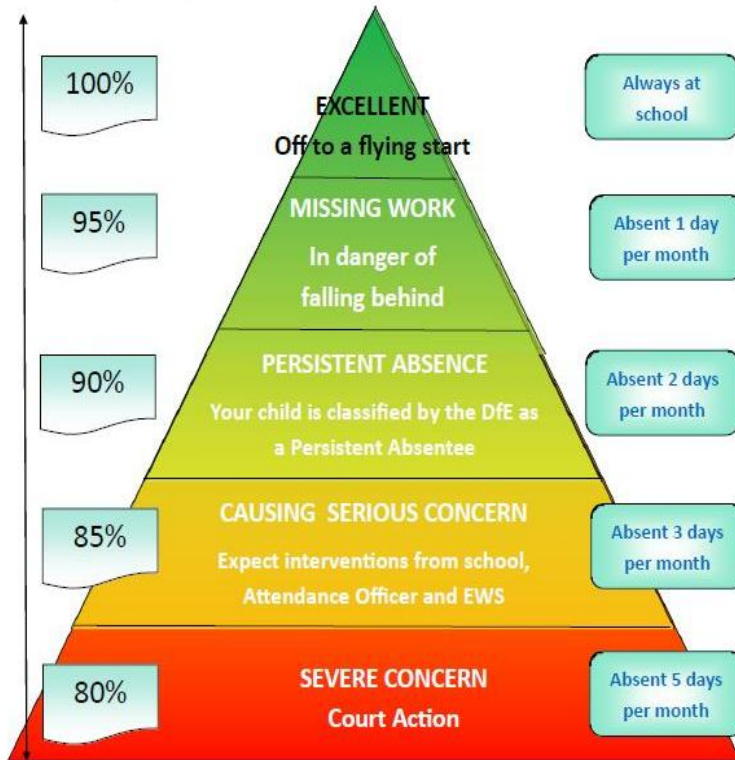 100%
EXCELLENT
Off to a flying start
Always at
school
95%
MISSING WORK
In danger of
falling behind
Absent 1 day
per month
90%
PERSISTENT ABSENCE
Your child is classified by the DfE as
a Persistent Absentee
Absent 2 days
per month
85%
CAUSING SERIOUS CONCERN
Expect interventions from school,
Attendance Officer and EWS
Absent 3 days
per month
80%
SEVERE CONCERN
Court Action
Absent 5 days
per month